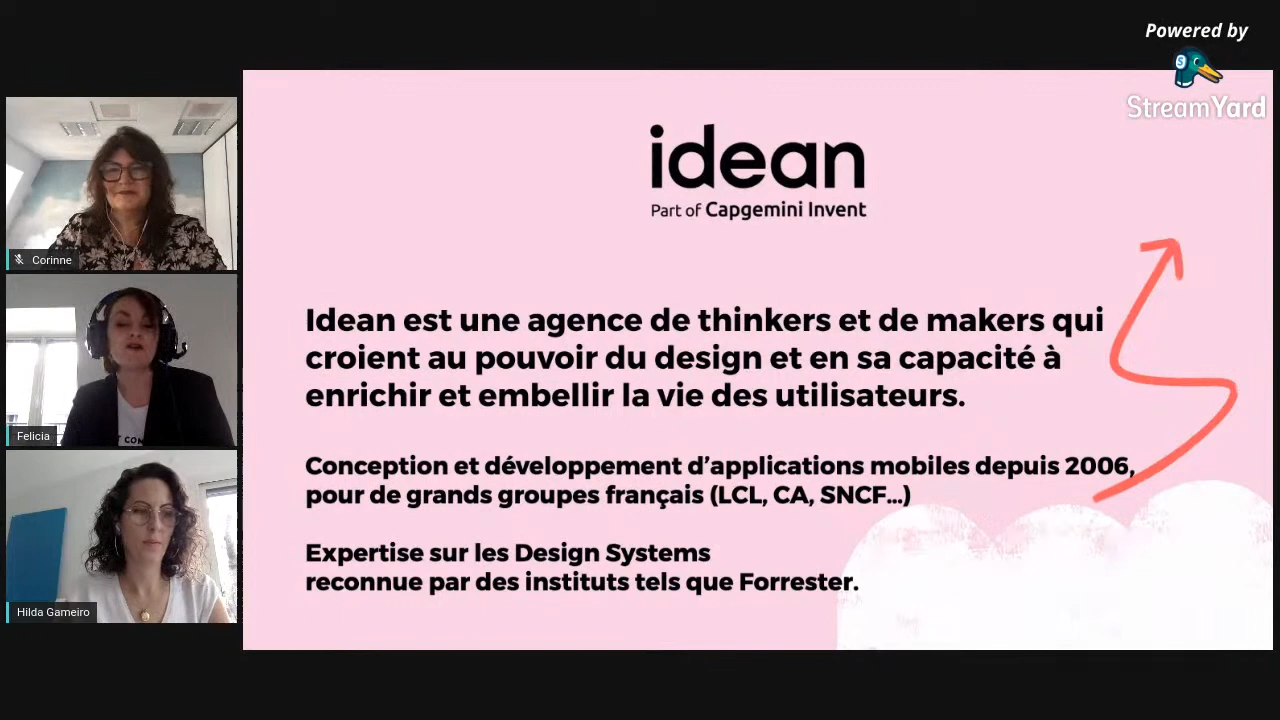 Powered by
StreamYard
idean
Part of Capgemini Invent
Idean est une agence de thinkers et de makers qui
croient au pouvoir du design et en sa capacité à
enrichir et embellir la vie des utilisateurs.
Conception et développement d’applications mobiles depuis 2006,
pour de grands groupes français (LCL, CA, SNCF...)
Expertise sur les Design Systems
reconnue par des instituts tels que Forrester.
Corinne
Felicia
Hilda Gameiro